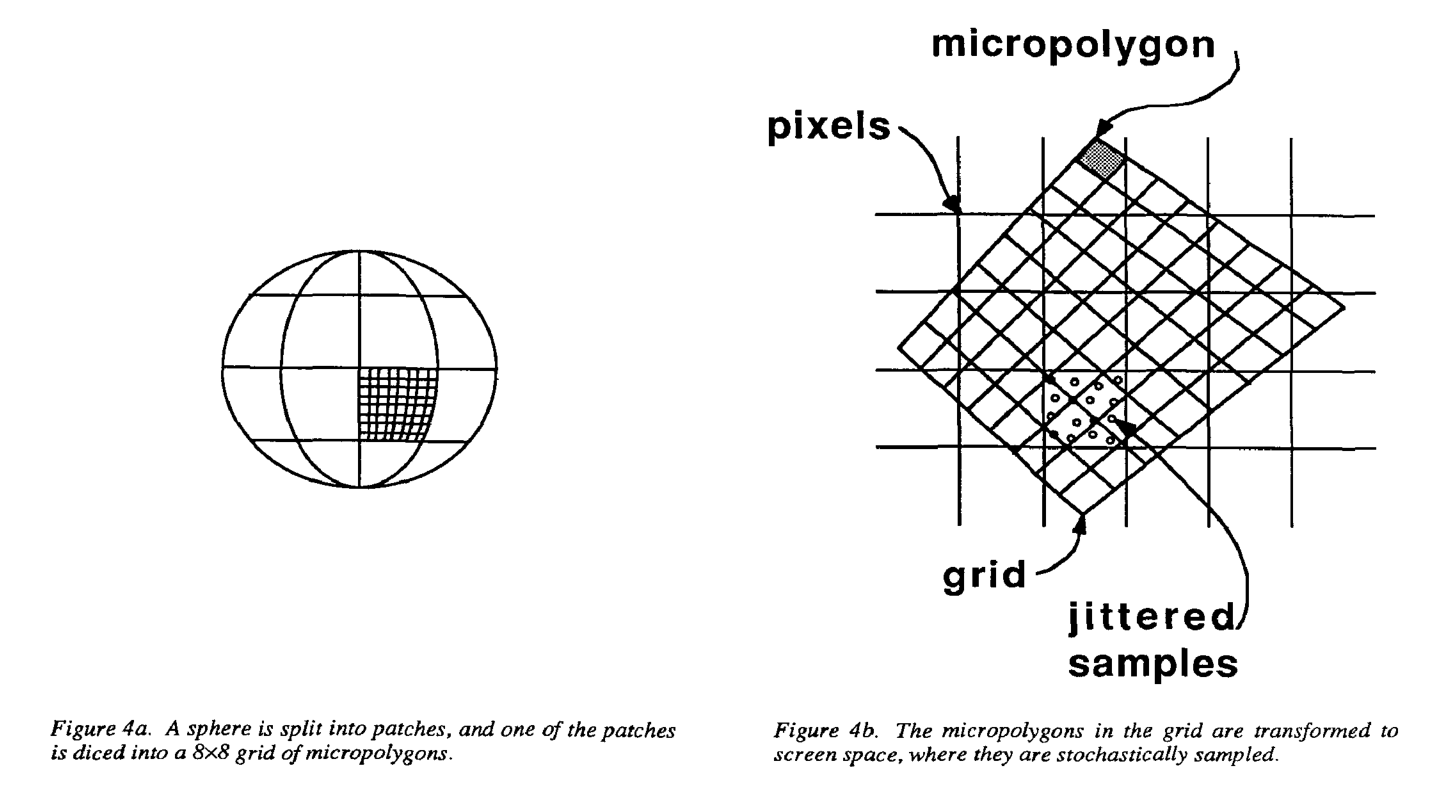 micropolygon
pixels
grid
jittered
samples
Figure 4a. A sphere is split into patches, and one of the patches
is diced into a 8×8 grid of micropolygons.
Figure 4b. The micropolygons in the grid are transformed to
screen space, where they are stochastically sampled.